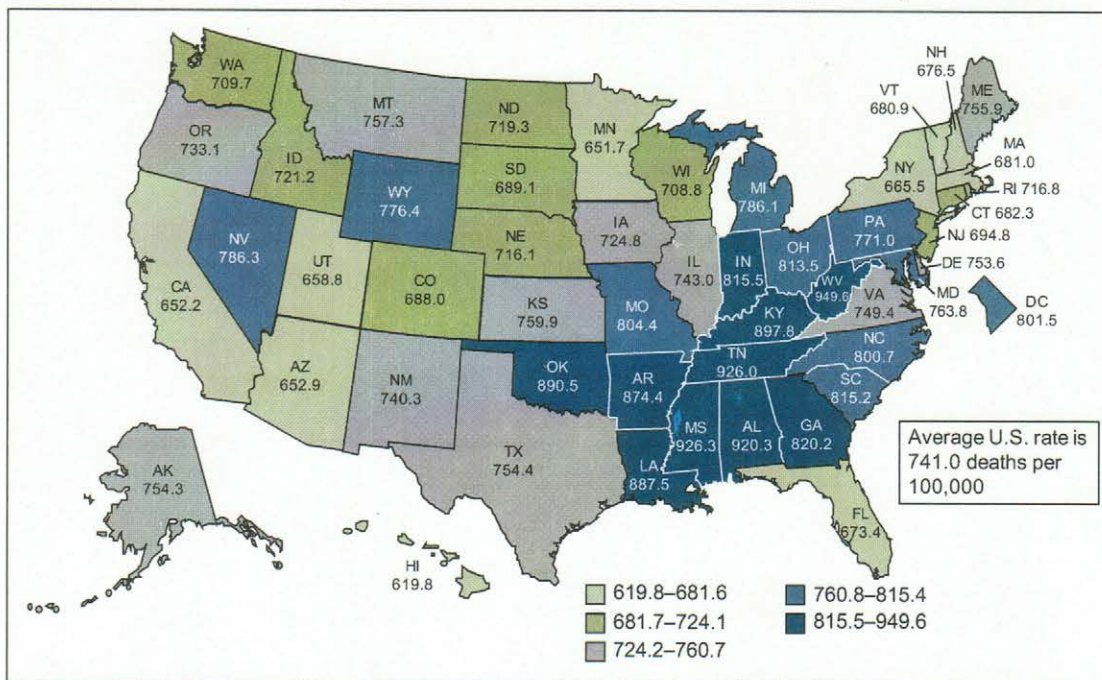 WA
709.7
MT
757.3
ND
719.3
MN
651.7
OR
733.1
ID
721.2
WY
776.4
SD
689.1
WI
708.8
MI
786.1
NH
676.5
VT
680.9
ME
755.9
MA
681.0
NY
665.5
RI 716.8
CT 682.3
NJ 694.8
PA
771.0
DE 753.6
MD
763.8
DC
801.5
NV
786.3
UT
658.8
CO
688.0
NE
716.1
IA
724.8
IL
743.0
IN
815.5
OH
813.5
WV
949.6
VA
749.4
CA
652.2
KS
759.9
MO
804.4
KY
897.8
NC
800.7
TN
926.0
SC
815.2
AZ
652.9
NM
740.3
OK
890.5
AR
874.4
MS
926.3
AL
920.3
GA
820.2
TX
754.4
LA
887.5
FL
673.4
AK
754.3
HI
619.8
Average U.S. rate is
741.0 deaths per
100,000
619.8–681.6
681.7–724.1
724.2–760.7
760.8–815.4
815.5–949.6